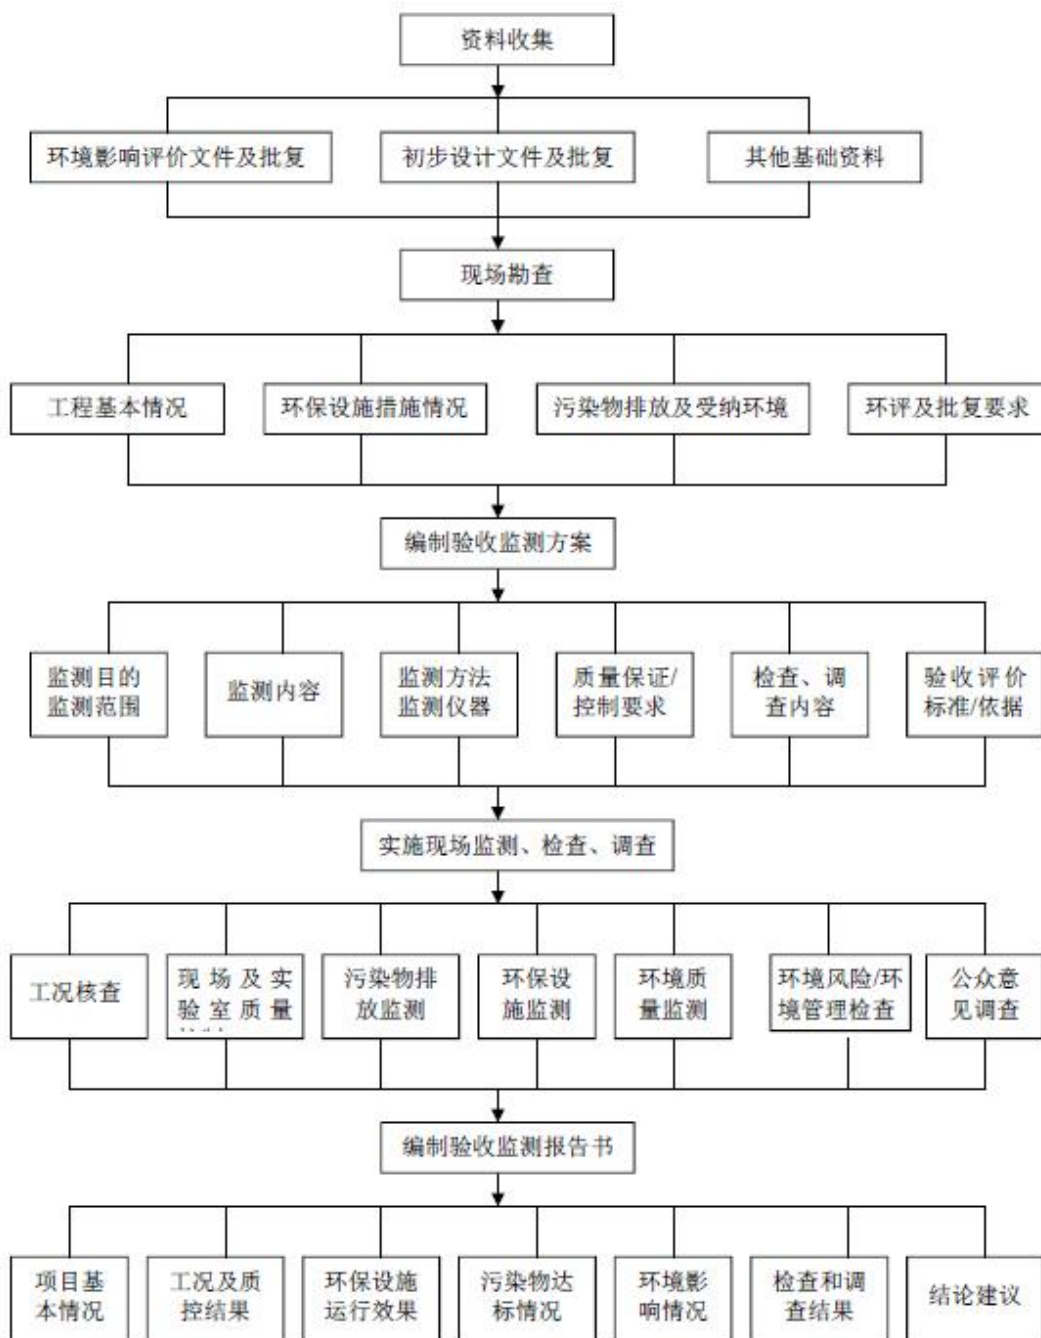 资料收集
环境影响评价文件及批复
初步设计文件及批复
其他基础资料
现场勘查
工程基本情况
环保设施措施情况
污染物排放及受纳环境
环评及批复要求
编制验收监测方案
监测目的
监测范围
监测内容
监测方法
监测仪器
质量保证/
控制要求
检查、调
查内容
验收评价
标准/依据
实施现场监测、检查、调查
工况核查
现场及实
验室质量
污染物排
放监测
环保设
施监测
环境质
量监测
环境风险/环
境管理检查
公众意
见调查
编制验收监测报告书
项目基
本情况
工况及质
控结果
环保设施
运行效果
污染物达
标情况
环境影
响情况
检查和调
查结果
结论建议